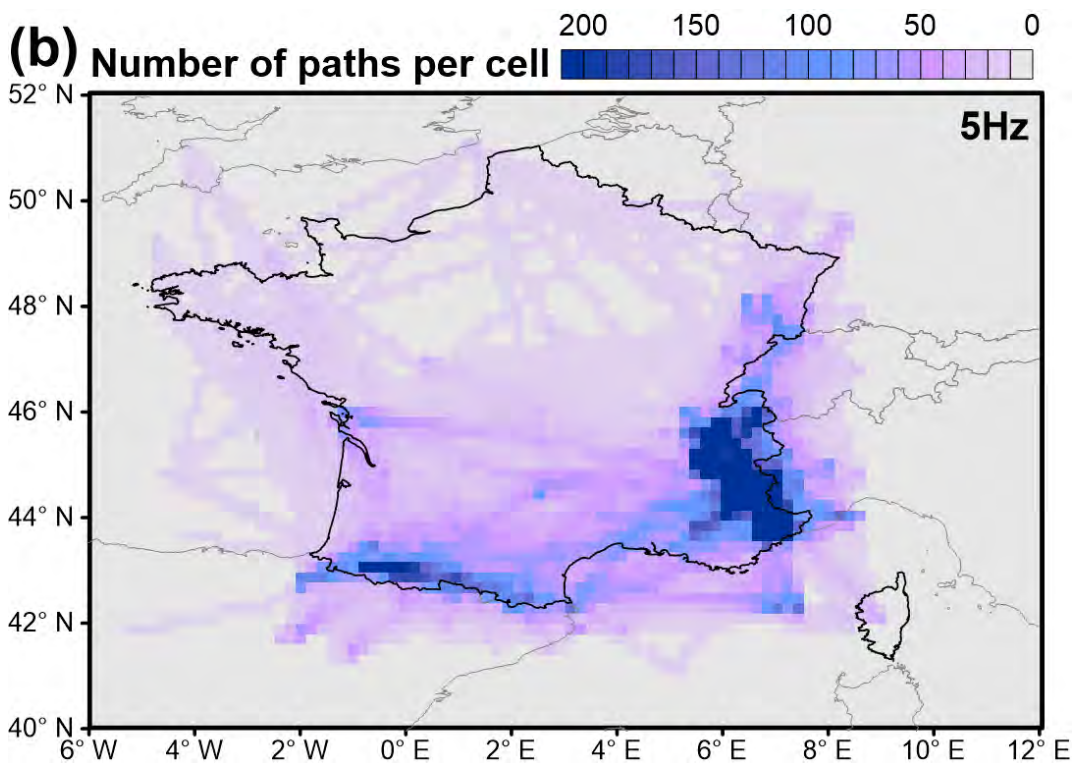 200 150 100 50 0
(b) Number of paths per cell
52° N
5Hz
50° N
48° N
46° N
44° N
42° N
40° N
6° W 4° W 2° W 0° E 2° E 4° E 6° E 8° E 10° E 12° E